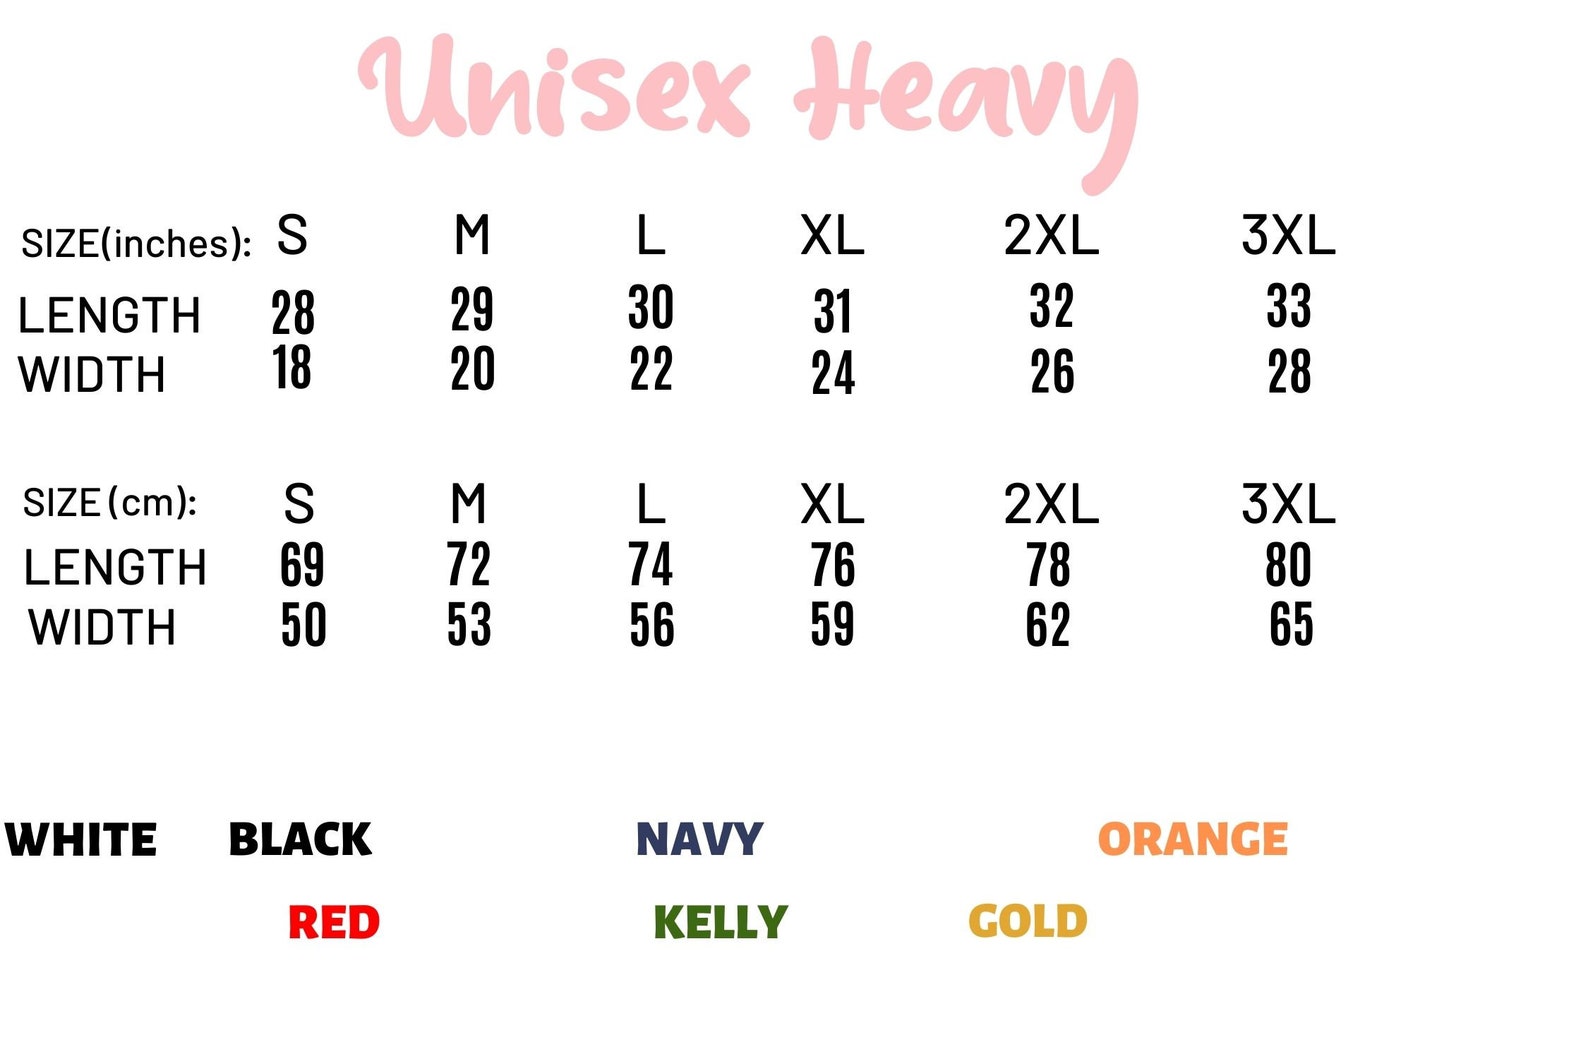 Unisex Heavy
SIZE(inches): S M L XL 2XL 3XL
LENGTH 28 29 30 31 32 33
WIDTH 18 20 22 24 26 28
SIZE (cm): S M L XL 2XL 3XL
LENGTH 69 72 74 76 78 80
WIDTH 50 53 56 59 62 65
WHITE BLACK NAVY ORANGE
RED KELLY GOLD